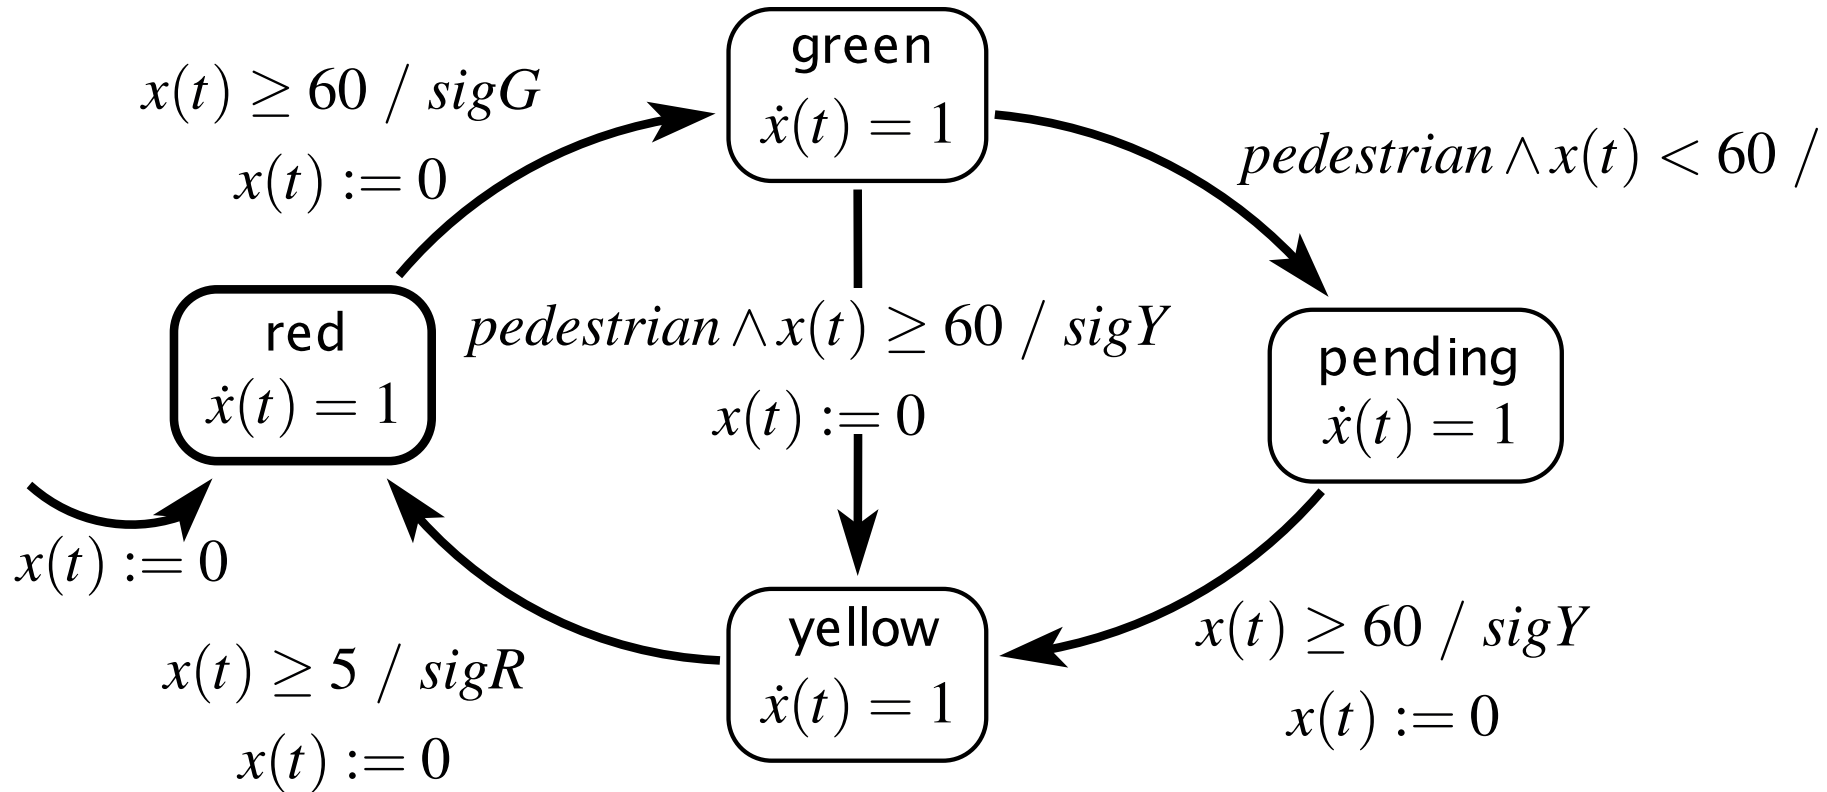 green
ẋ(t) = 1
x(t) ≥ 60 / sigG
x(t) := 0
pedestrian ∧ x(t) < 60 /
red
ẋ(t) = 1
pedestrian ∧ x(t) ≥ 60 / sigY
x(t) := 0
pending
ẋ(t) = 1
x(t) := 0
yellow
ẋ(t) = 1
x(t) ≥ 5 / sigR
x(t) := 0
x(t) ≥ 60 / sigY
x(t) := 0